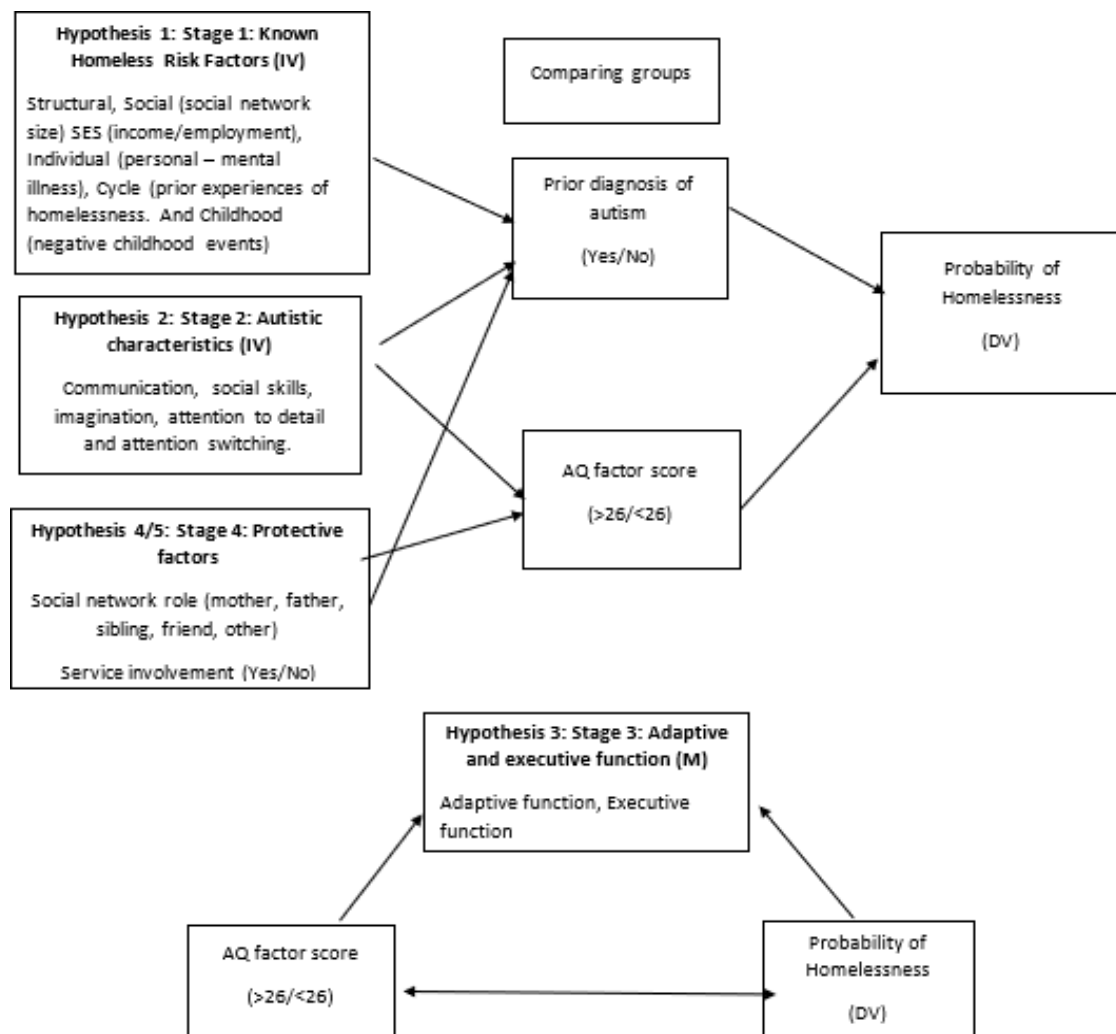 Hypothesis 1: Stage 1: Known
Homeless Risk Factors (IV)
Structural, Social (social network
size) SES (income/employment),
Individual (personal – mental
illness), Cycle (prior experiences of
homelessness. And Childhood
(negative childhood events)
Comparing groups
Prior diagnosis of
autism
(Yes/No)
Probability of
Homelessness
(DV)
Hypothesis 2: Stage 2: Autistic
characteristics (IV)
Communication, social skills,
imagination, attention to detail
and attention switching.
AQ factor score
(>26/<26)
Hypothesis 4/5: Stage 4: Protective
factors
Social network role (mother, father,
sibling, friend, other)
Service involvement (Yes/No)
Hypothesis 3: Stage 3: Adaptive
and executive function (M)
Adaptive function, Executive
function
AQ factor score
(>26/<26)
Probability of
Homelessness
(DV)